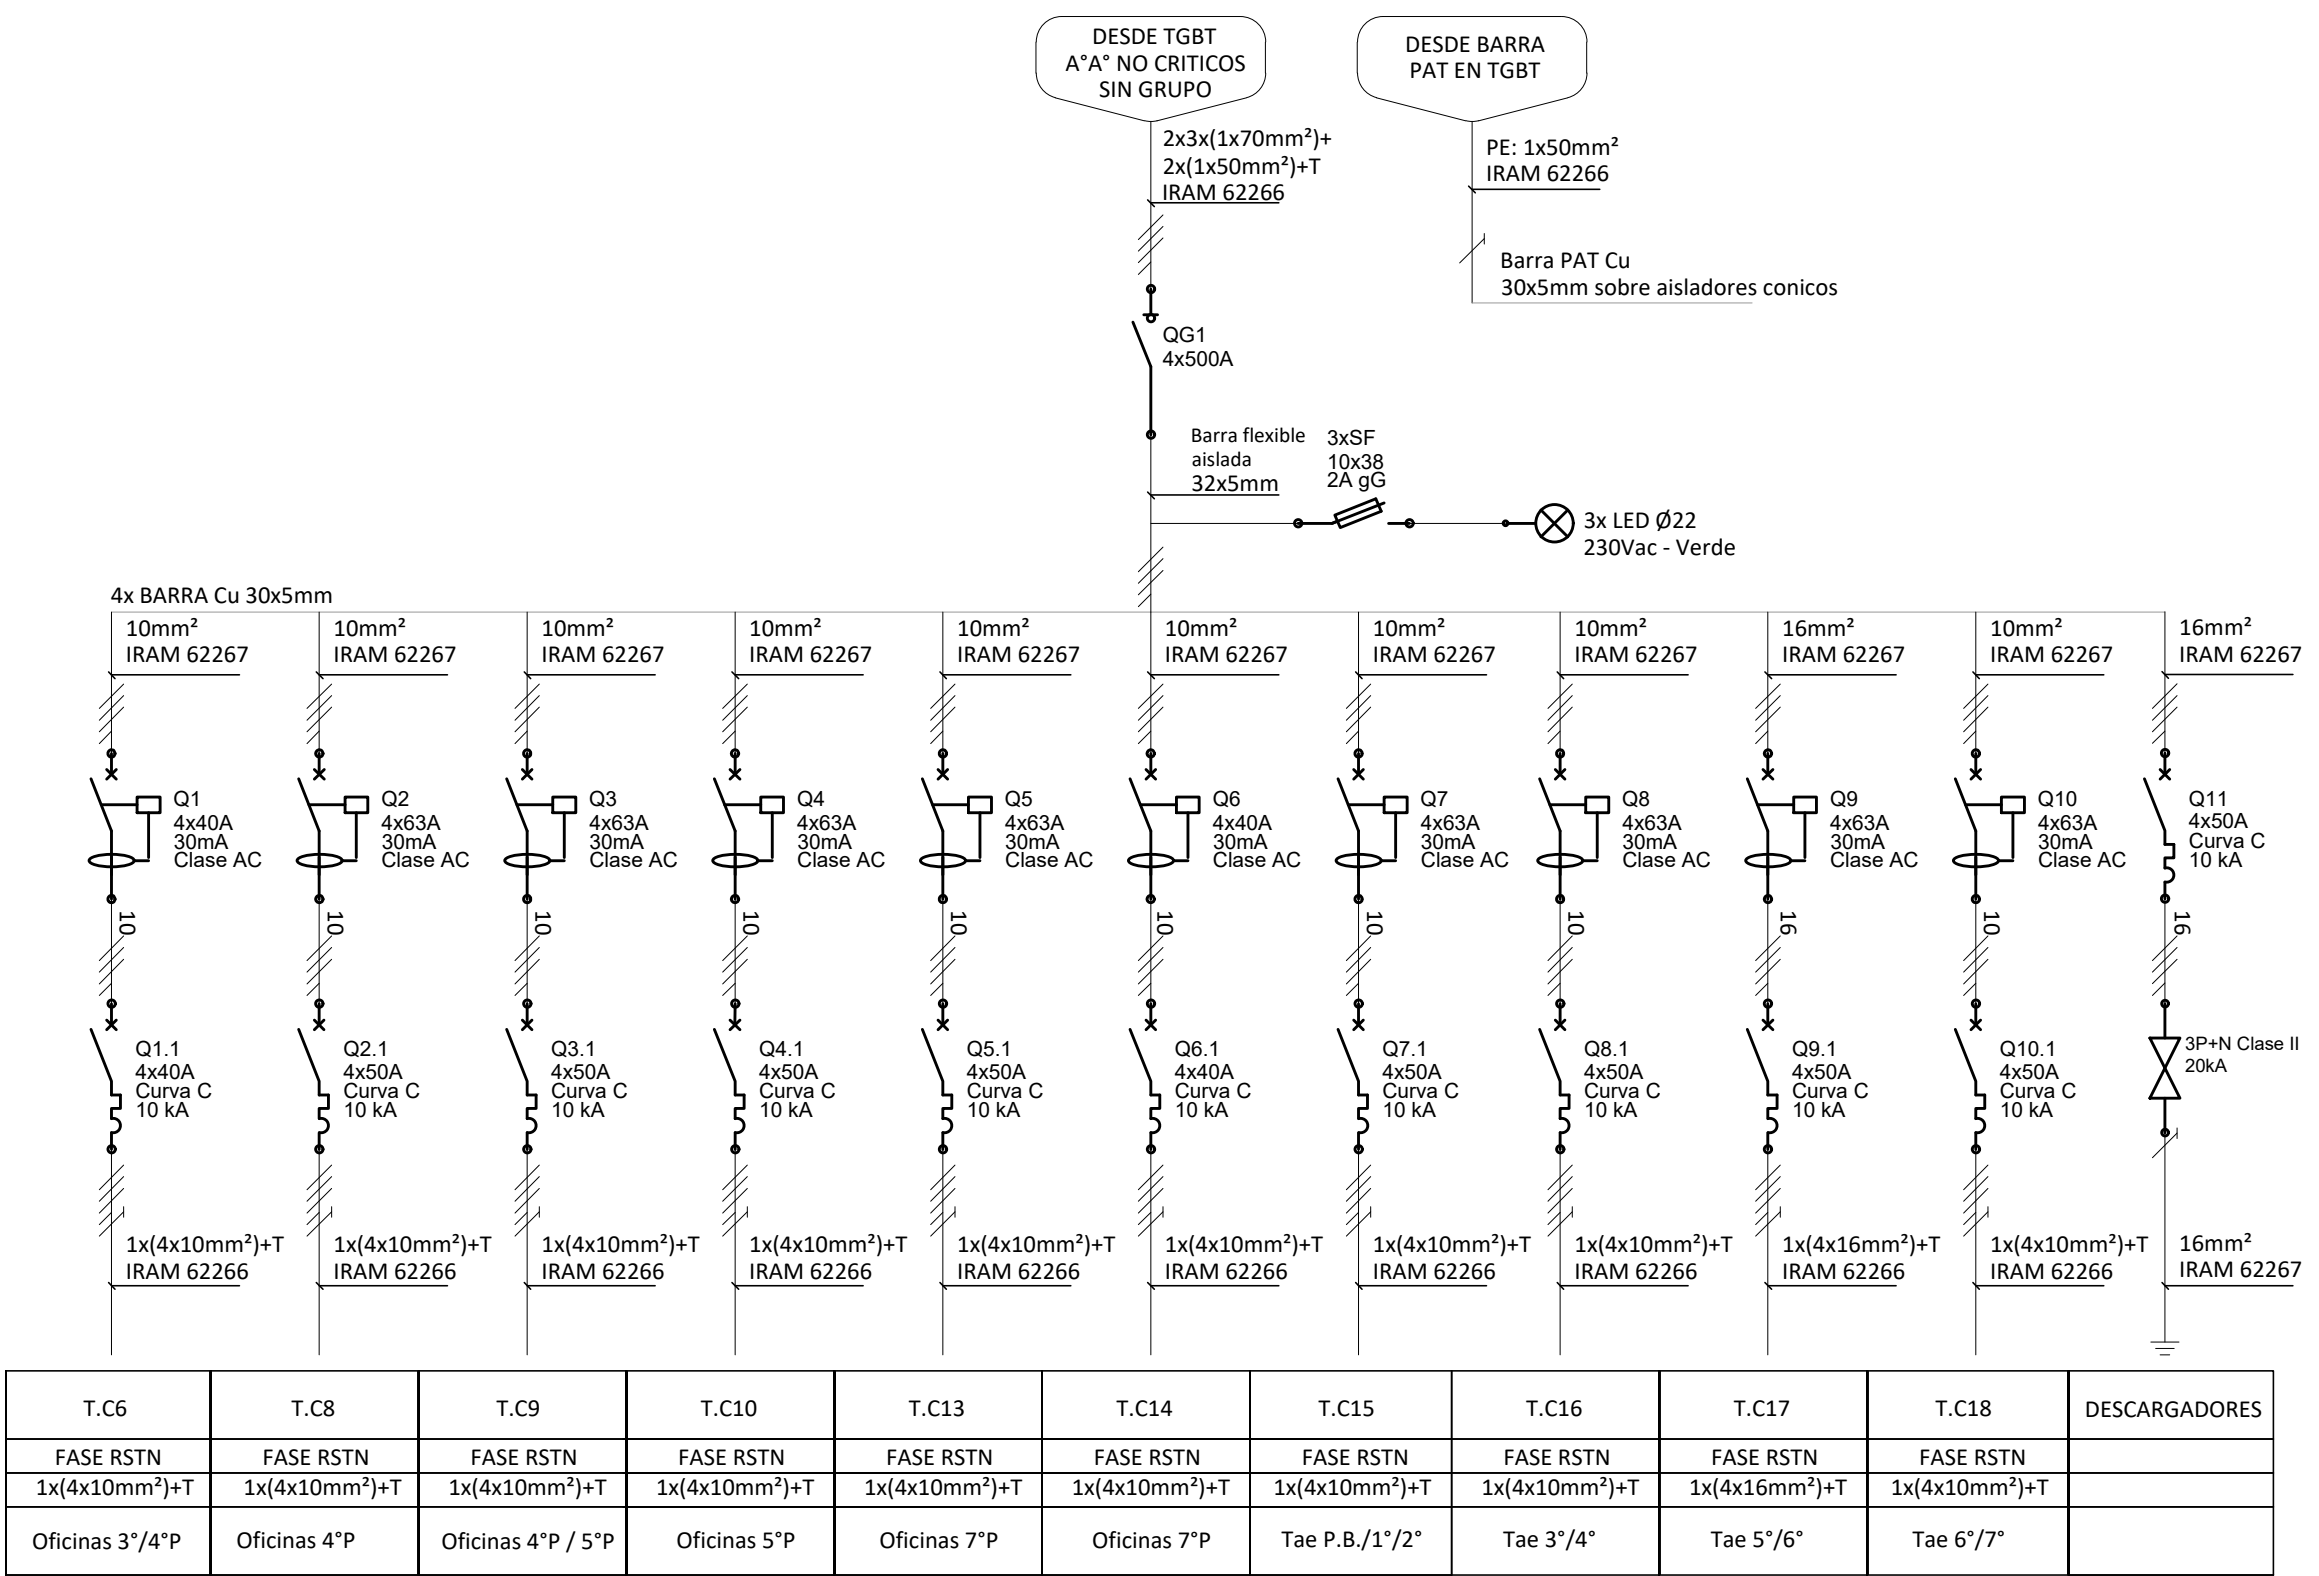 DESDE TGBT
A°A° NO CRITICOS
SIN GRUPO
DESDE BARRA
PAT EN TGBT
2x3x(1x70mm²)+
2x(1x50mm²)+T
IRAM 62266
PE: 1x50mm²
IRAM 62266
Barra PAT Cu
30x5mm sobre aisladores conicos
QG1
4x500A
Barra flexible
aislada
32x5mm
3xSF
10x38
2A gG
3x LED Ø22
230Vac - Verde
4x BARRA Cu 30x5mm
10mm² 10mm² 10mm² 10mm² 10mm² 10mm² 10mm² 10mm² 16mm² 10mm² 16mm²
IRAM 62267 IRAM 62267 IRAM 62267 IRAM 62267 IRAM 62267 IRAM 62267 IRAM 62267 IRAM 62267 IRAM 62267 IRAM 62267 IRAM 62267
Q1 Q2 Q3 Q4 Q5 Q6 Q7 Q8 Q9 Q10 Q11
4x40A 4x63A 4x63A 4x63A 4x63A 4x40A 4x63A 4x63A 4x63A 4x63A 4x50A
30mA 30mA 30mA 30mA 30mA 30mA 30mA 30mA 30mA 30mA Curva C
Clase AC Clase AC Clase AC Clase AC Clase AC Clase AC Clase AC Clase AC Clase AC Clase AC 10 kA
10 10 10 10 10 10 10 10 16 10 16
Q1.1 Q2.1 Q3.1 Q4.1 Q5.1 Q6.1 Q7.1 Q8.1 Q9.1 Q10.1 3P+N Clase II
4x40A 4x50A 4x50A 4x50A 4x50A 4x40A 4x50A 4x50A 4x50A 4x50A 20kA
Curva C Curva C Curva C Curva C Curva C Curva C Curva C Curva C Curva C Curva C
10 kA 10 kA 10 kA 10 kA 10 kA 10 kA 10 kA 10 kA 10 kA 10 kA
1x(4x10mm²)+T 1x(4x10mm²)+T 1x(4x10mm²)+T 1x(4x10mm²)+T 1x(4x10mm²)+T 1x(4x10mm²)+T 1x(4x10mm²)+T 1x(4x10mm²)+T 1x(4x16mm²)+T 1x(4x10mm²)+T 16mm²
IRAM 62266 IRAM 62266 IRAM 62266 IRAM 62266 IRAM 62266 IRAM 62266 IRAM 62266 IRAM 62266 IRAM 62266 IRAM 62266 IRAM 62267
T.C6 T.C8 T.C9 T.C10 T.C13 T.C14 T.C15 T.C16 T.C17 T.C18 DESCARGADORES
FASE RSTN FASE RSTN FASE RSTN FASE RSTN FASE RSTN FASE RSTN FASE RSTN FASE RSTN FASE RSTN FASE RSTN
1x(4x10mm²)+T 1x(4x10mm²)+T 1x(4x10mm²)+T 1x(4x10mm²)+T 1x(4x10mm²)+T 1x(4x10mm²)+T 1x(4x10mm²)+T 1x(4x10mm²)+T 1x(4x16mm²)+T 1x(4x10mm²)+T
Oficinas 3°/4°P Oficinas 4°P Oficinas 4°P / 5°P Oficinas 5°P Oficinas 7°P Oficinas 7°P Tae P.B./1°/2° Tae 3°/4° Tae 5°/6° Tae 6°/7°